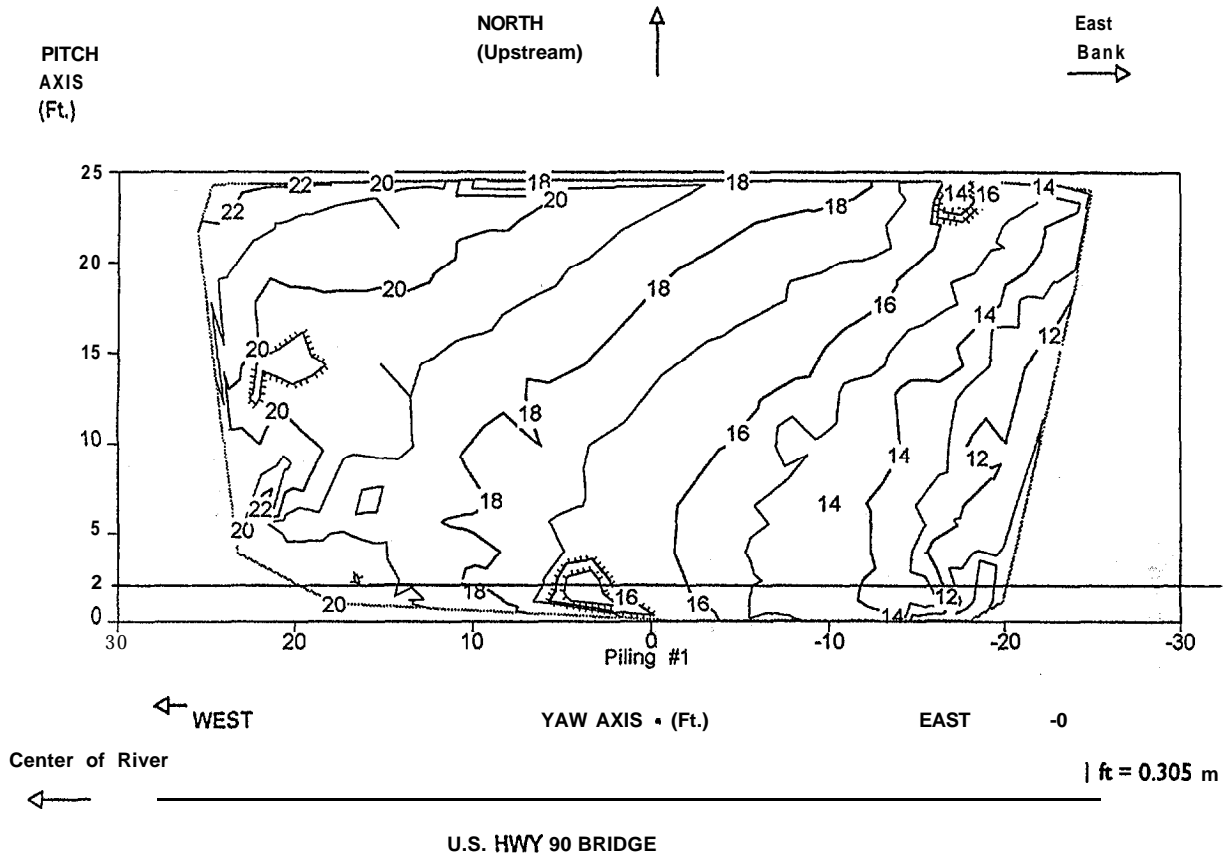 NORTH
(Upstream)
East
Bank
PITCH
AXIS
(Ft.)
25
22 20 18 18 14 16 14
22 20 18
20
20 18 16 14
15
20 12
20 18 16
10
14 12
18 14
22
5
20
2
20 18 16 16 12
0
14
30 20 10 0 -10 -20 -30
Piling #1
WEST YAW AXIS • (Ft.) EAST -0
Center of River
| ft = 0.305 m
U.S. HWY 90 BRIDGE